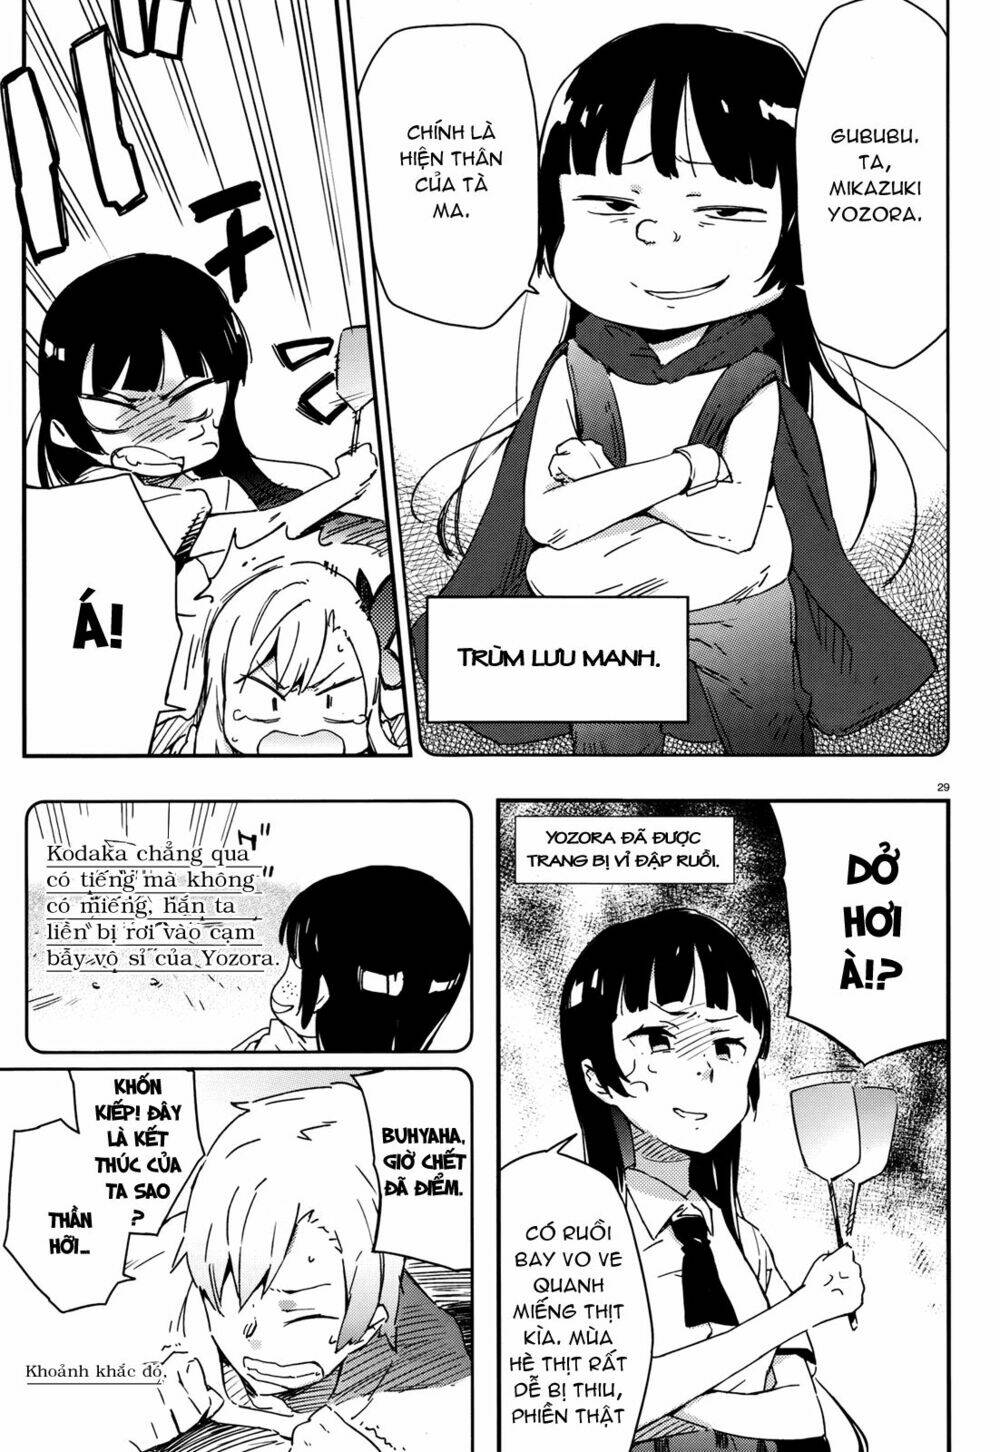 GUBUBU.
TA,
MIKAZUKI
YOZORA.
CHÍNH LÀ
HIỆN THÂN
CỦA TÀ
MA.
TRÙM LƯU MANH.
Á!
29
YOZORA ĐÃ ĐƯỢC
TRANG BỊ VỈ ĐẬP RUỒI.
DỞ
HƠI
À!?
CÓ RUỒI
BAY VO VE
QUANH
MIẾNG THỊT
KÌA. MÙA
HÈ THỊT RẤT
DỄ BỊ THIU,
PHIỀN THẬT
Kodaka chẳng qua
có tiếng mà không
có miếng, hắn ta
liền bị rơi vào cạm
bẫy vô sỉ của Yozora.
BUHYAHA,
GIỜ CHẾT
ĐÃ ĐIỂM.
KHỐN
KIẾP! ĐÂY
LÀ KẾT
THÚC CỦA
TA SAO
?
THẦN
HỠI...
Khoảnh khắc đó,